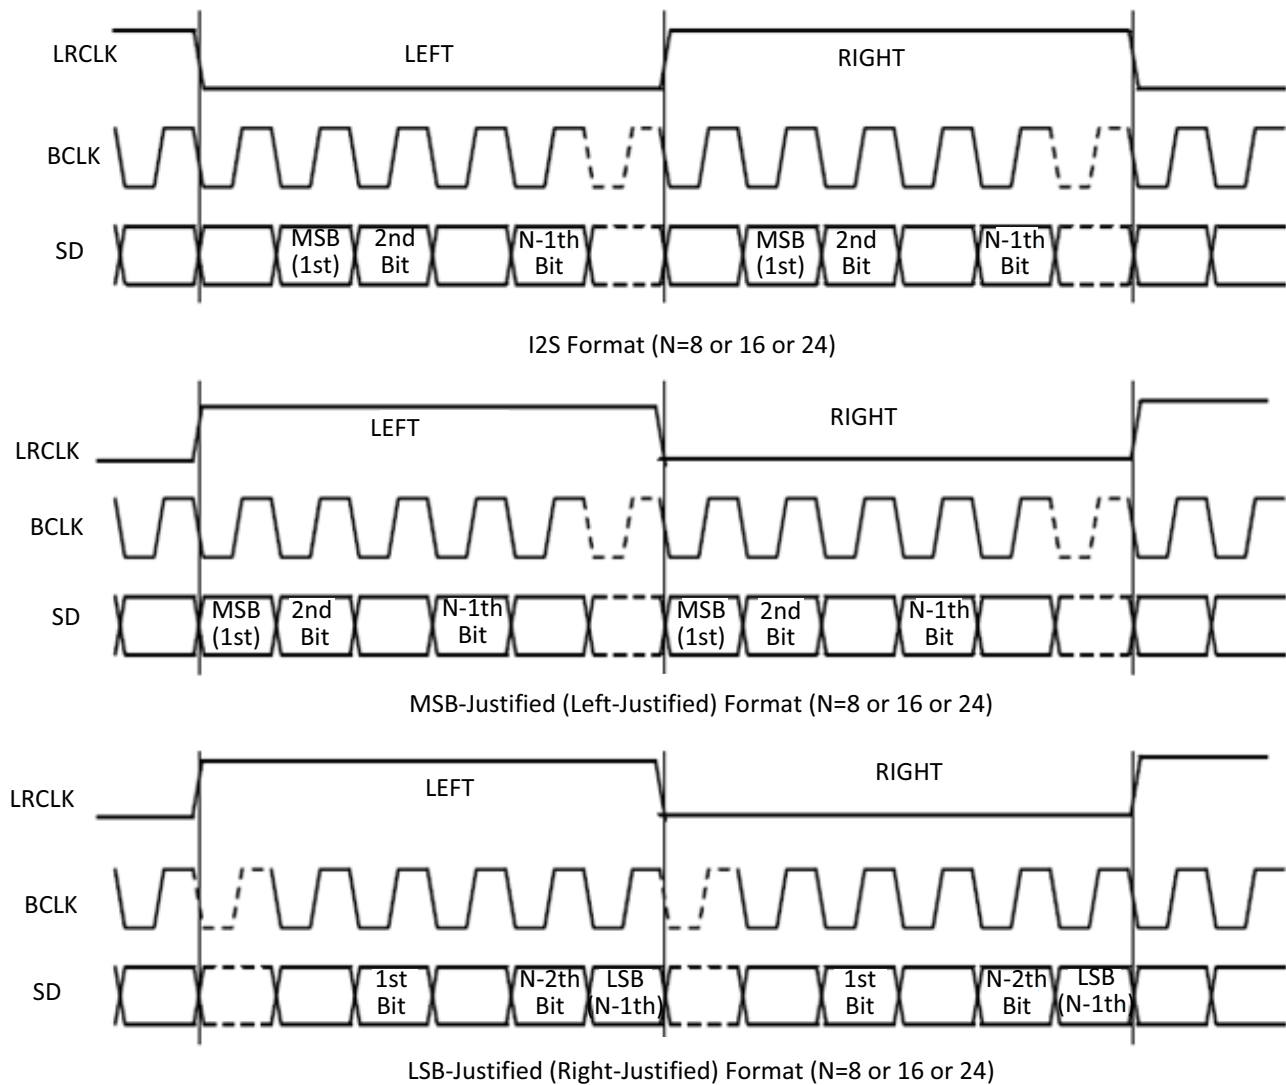 LRCLK
LEFT
RIGHT
BCLK
SD
MSB
(1st)
2nd
Bit
N-1th
Bit
MSB
(1st)
2nd
Bit
N-1th
Bit
I2S Format (N=8 or 16 or 24)
LRCLK
LEFT
RIGHT
BCLK
SD
MSB
(1st)
2nd
Bit
N-1th
Bit
MSB
(1st)
2nd
Bit
N-1th
Bit
MSB-Justified (Left-Justified) Format (N=8 or 16 or 24)
LRCLK
LEFT
RIGHT
BCLK
SD
1st
Bit
N-2th
Bit
LSB
(N-1th)
1st
Bit
N-2th
Bit
LSB
(N-1th)
LSB-Justified (Right-Justified) Format (N=8 or 16 or 24)